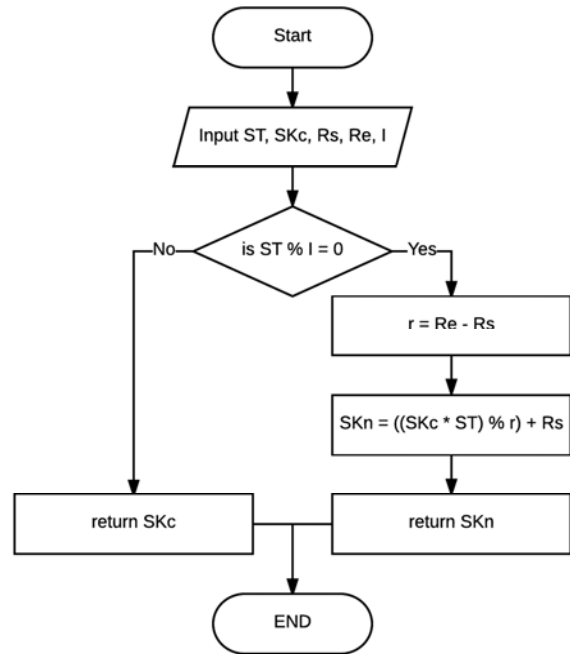 Start
Input ST, SKc, Rs, Re, I
is ST % I = 0
No
Yes
r = Re - Rs
SKn = ((SKc * ST) % r) + Rs
return SKc
return SKn
END